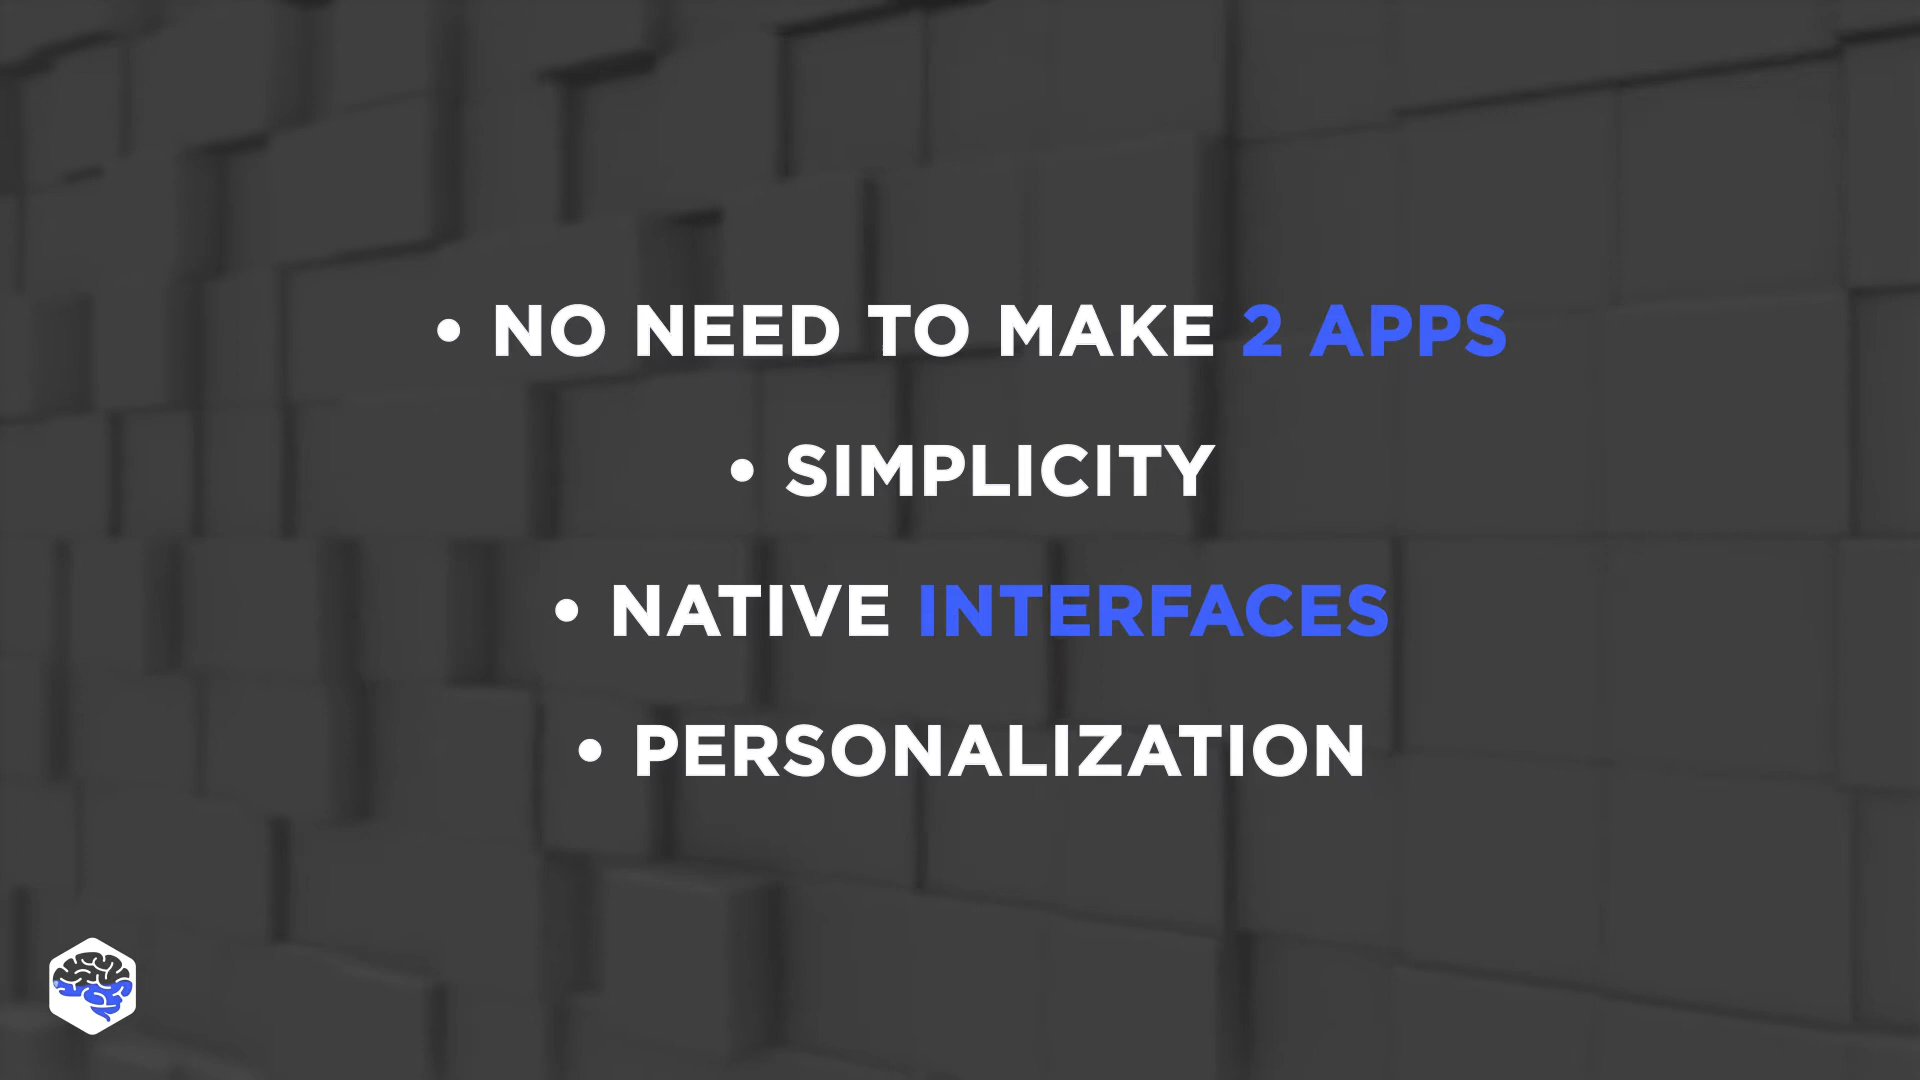 • NO NEED TO MAKE 2 APPS
• SIMPLICITY
• NATIVE INTERFACES
• PERSONALIZATION